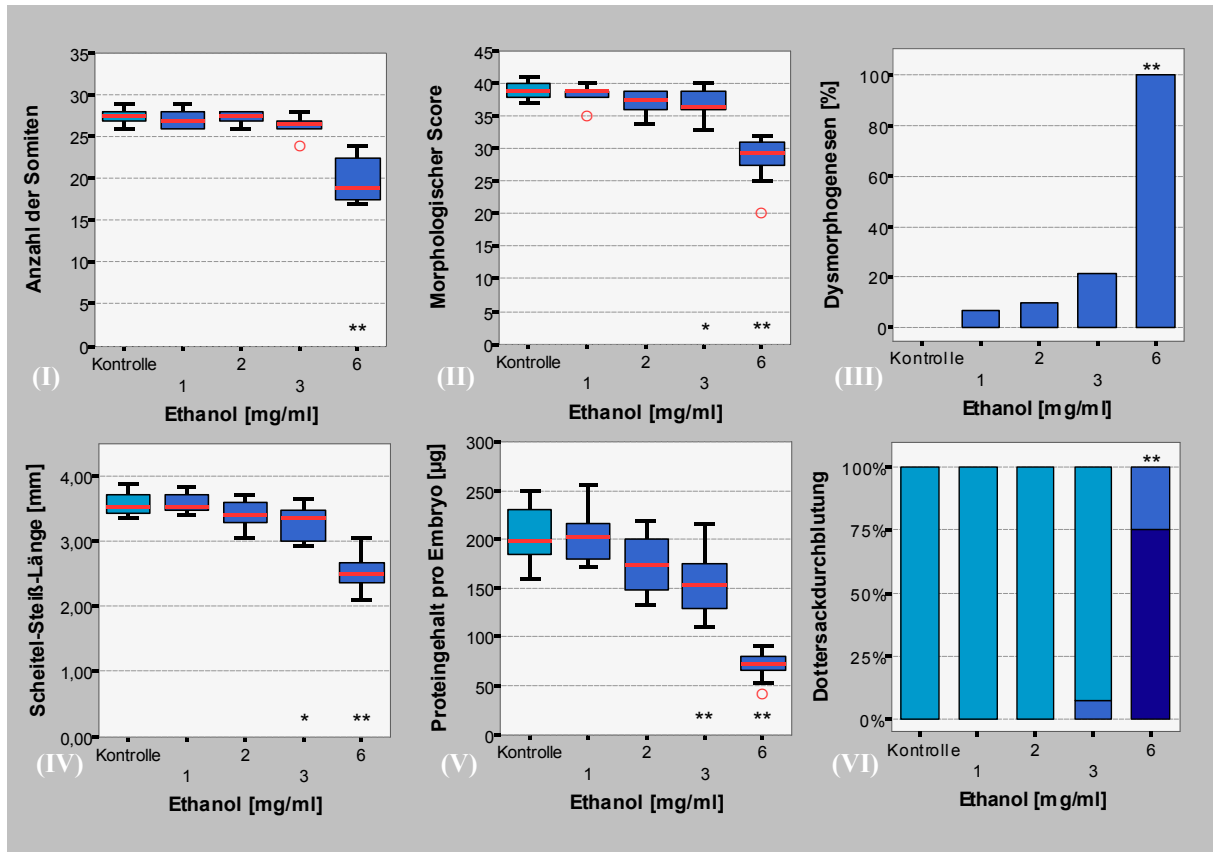 Anzahl der Somiten
35
30
25
20
15
10
5
0
**
Kontrolle 1 2 3 6
(I)
Ethanol [mg/ml]
Morphologischer Score
45
40
35
30
25
20
15
10
5
0
* **
Kontrolle 1 2 3 6
(II)
Ethanol [mg/ml]
Dysmorphogenesen [%]
100
80
60
40
20
0
**
Kontrolle 1 2 3 6
(III)
Ethanol [mg/ml]
Scheitel-Steiß-Länge [mm]
4,00
3,00
2,00
1,00
0,00
* **
Kontrolle 1 2 3 6
(IV)
Ethanol [mg/ml]
Proteingehalt pro Embryo [µg]
300
250
200
150
100
50
0
** **
Kontrolle 1 2 3 6
(V)
Ethanol [mg/ml]
Dottersackdurchblutung
100%
75%
50%
25%
0%
**
Kontrolle 1 2 3 6
(VI)
Ethanol [mg/ml]